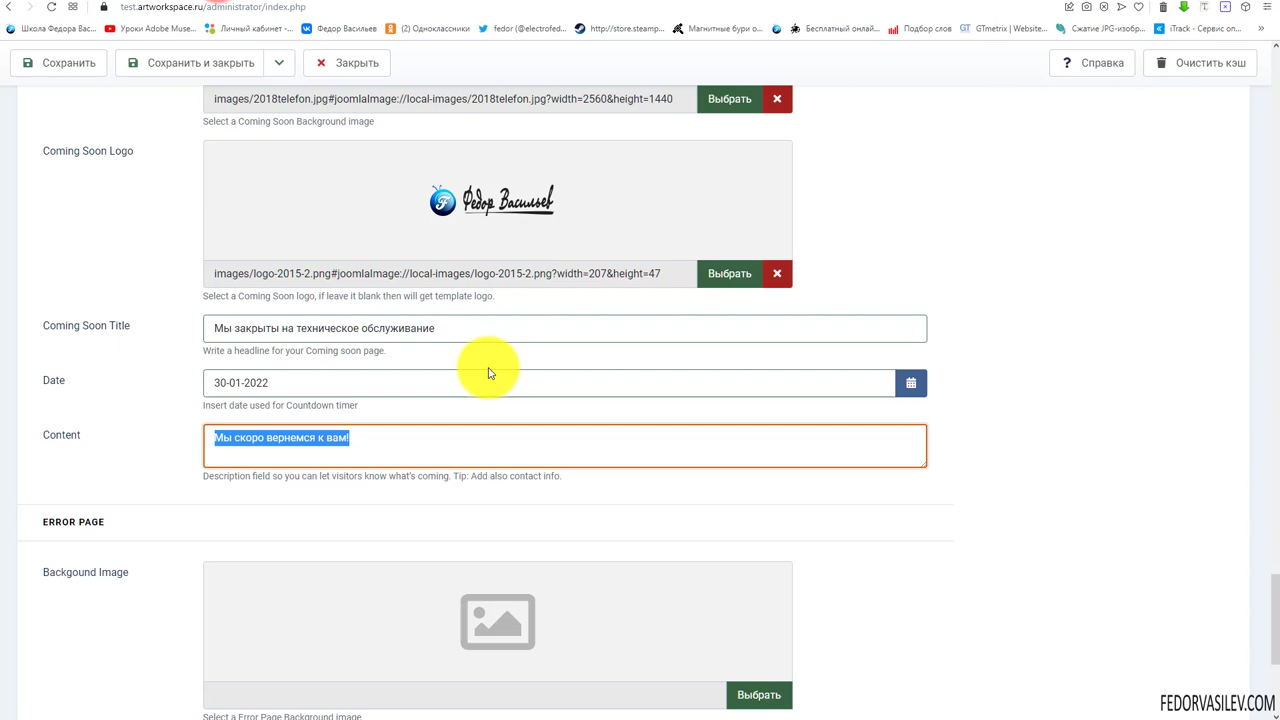 test.artworkspace.ru/administrator/index.php
Школа Федора Вас...
Уроки Adobe Muse...
Личный кабинет -...
Федор Васильев
(2) Одноклассники
fedor (@electrofed...
http://store.steamp...
Магнитные бури о...
Бесплатный онлай...
Подбор слов
GTmetrix | Website...
Сжатие JPG-изобр...
iTrack - Сервис оп...
Сохранить
Сохранить и закрыть
Закрыть
Справка
Очистить кэш
images/2018telefon.jpg#joomlaImage://local-images/2018telefon.jpg?width=2560&height=1440
Выбрать
Select a Coming Soon Background image
Coming Soon Logo
Федор Васильев
images/logo-2015-2.png#joomlaImage://local-images/logo-2015-2.png?width=207&height=47
Выбрать
Select a Coming Soon logo, if leave it blank then will get template logo.
Coming Soon Title
Мы закрыты на техническое обслуживание
Write a headline for your Coming soon page.
Date
30-01-2022
Insert date used for Countdown timer
Content
Мы скоро вернемся к вам!
Description field so you can let visitors know what's coming. Tip: Add also contact info.
ERROR PAGE
Backgound Image
Выбрать
Select a Error Page Background image
FEDORVASILEV.COM